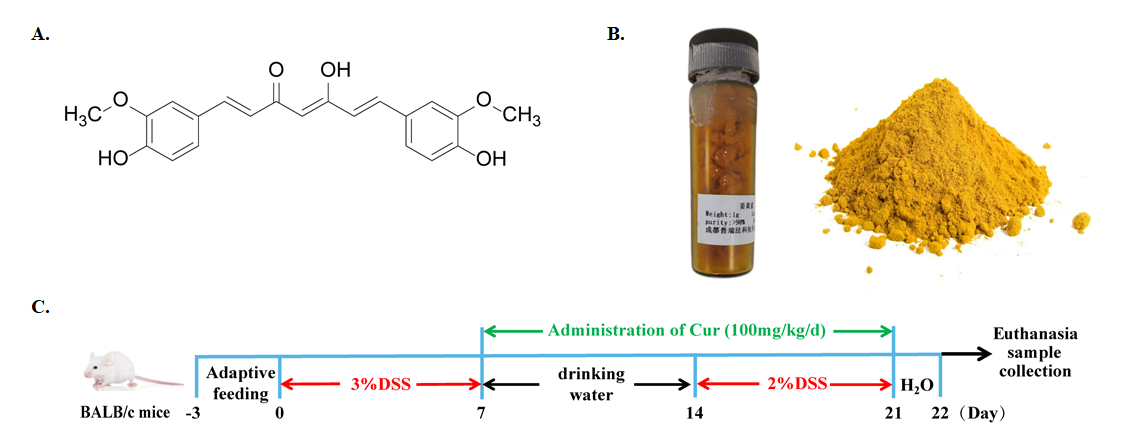 A.
B.
O
OH
H₃C
O
O
CH₃
HO
OH
Weight:1g
purity:>98%
C.
Administration of Cur (100mg/kg/d)
Euthanasia
sample
collection
Adaptive
feeding
3%DSS
drinking
water
2%DSS
H₂O
BALB/c mice
-3
0
7
14
21
22
(Day)